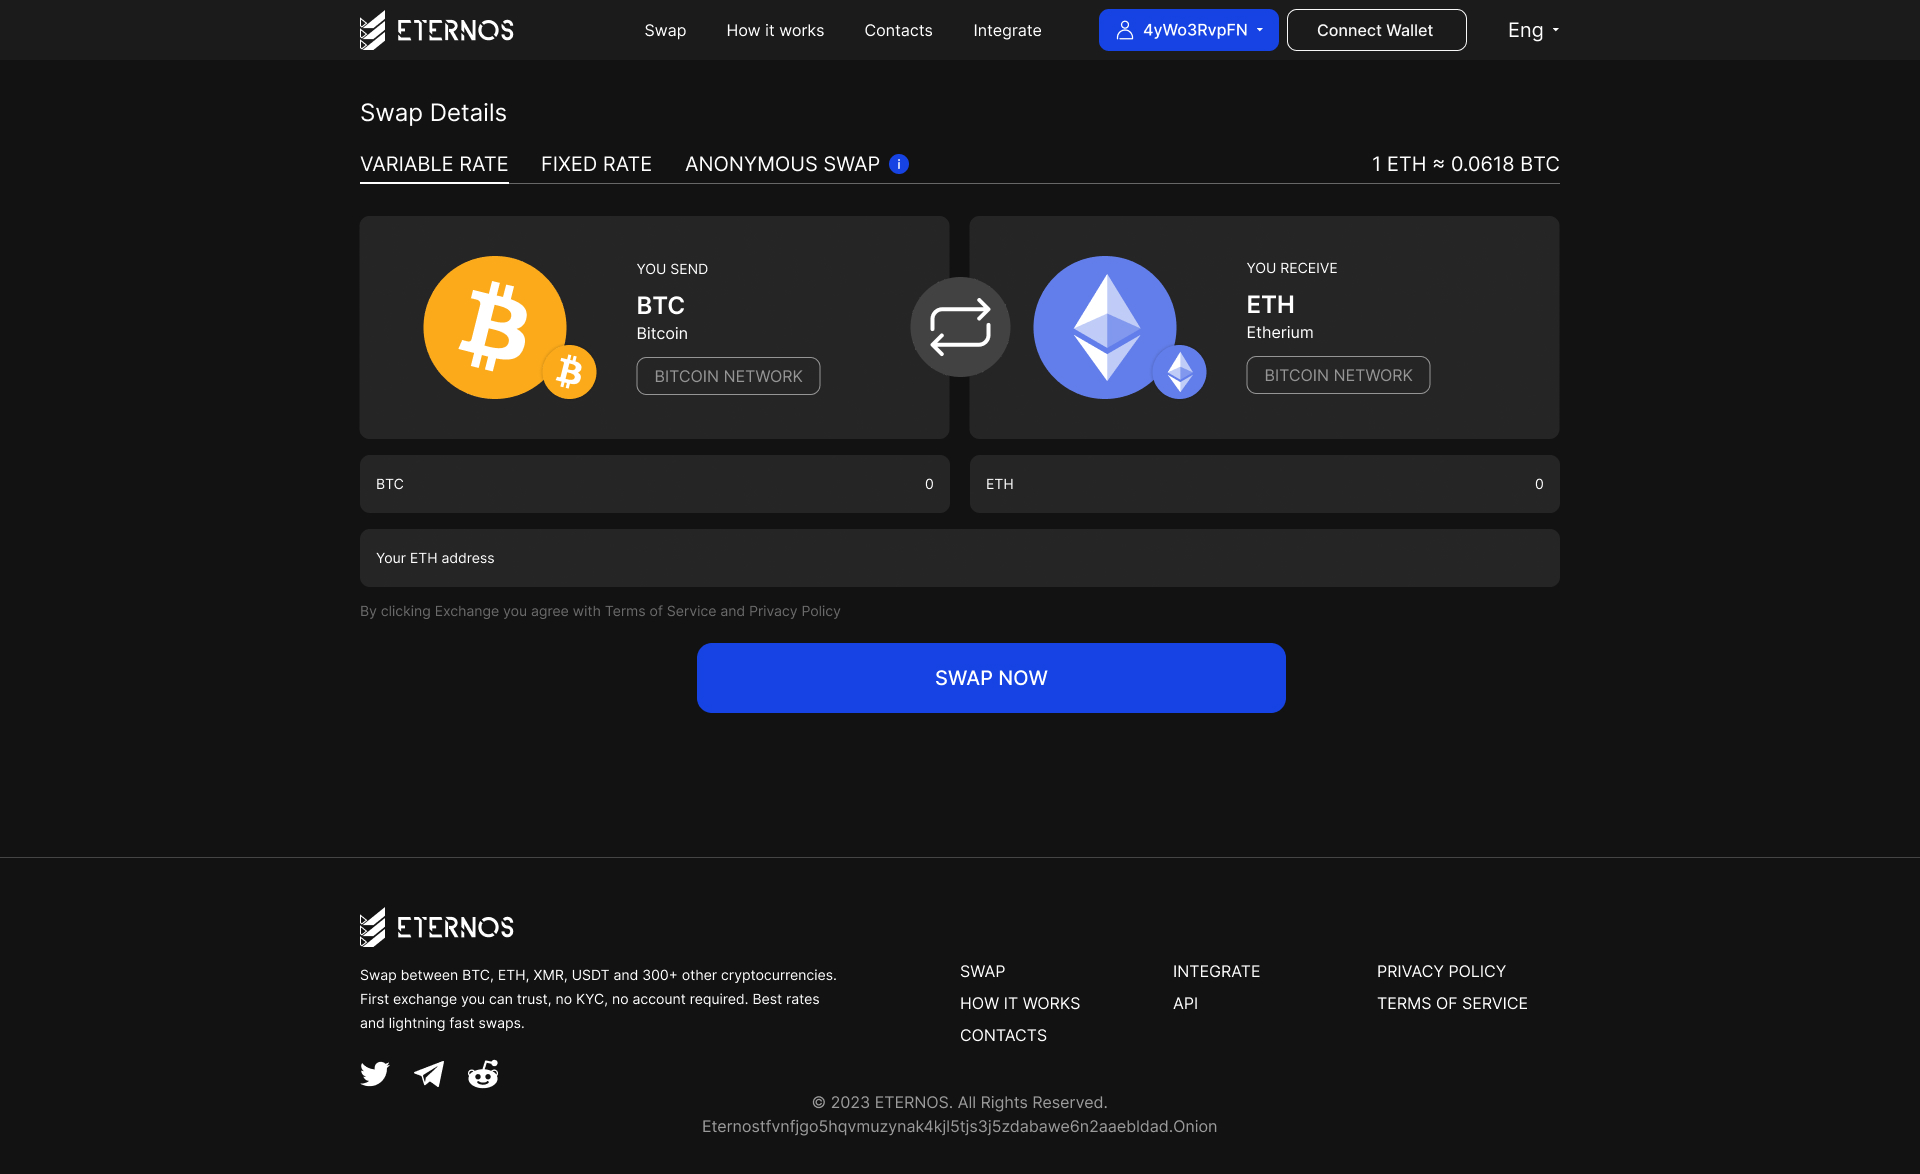 ETERNOS
Swap
How it works
Contacts
Integrate
4yWo3RvpFN
Connect Wallet
Eng
Swap Details
VARIABLE RATE
FIXED RATE
ANONYMOUS SWAP
i
1 ETH ≈ 0.0618 BTC
YOU SEND
BTC
Bitcoin
BITCOIN NETWORK
YOU RECEIVE
ETH
Etherium
BITCOIN NETWORK
BTC
0
ETH
0
Your ETH address
By clicking Exchange you agree with Terms of Service and Privacy Policy
SWAP NOW
ETERNOS
Swap between BTC, ETH, XMR, USDT and 300+ other cryptocurrencies.
First exchange you can trust, no KYC, no account required. Best rates
and lightning fast swaps.
SWAP
HOW IT WORKS
CONTACTS
INTEGRATE
API
PRIVACY POLICY
TERMS OF SERVICE
© 2023 ETERNOS. All Rights Reserved.
Eternostfvnfjgo5hqvmuzynak4kjl5tjs3j5zdabawe6n2aaebldad.Onion